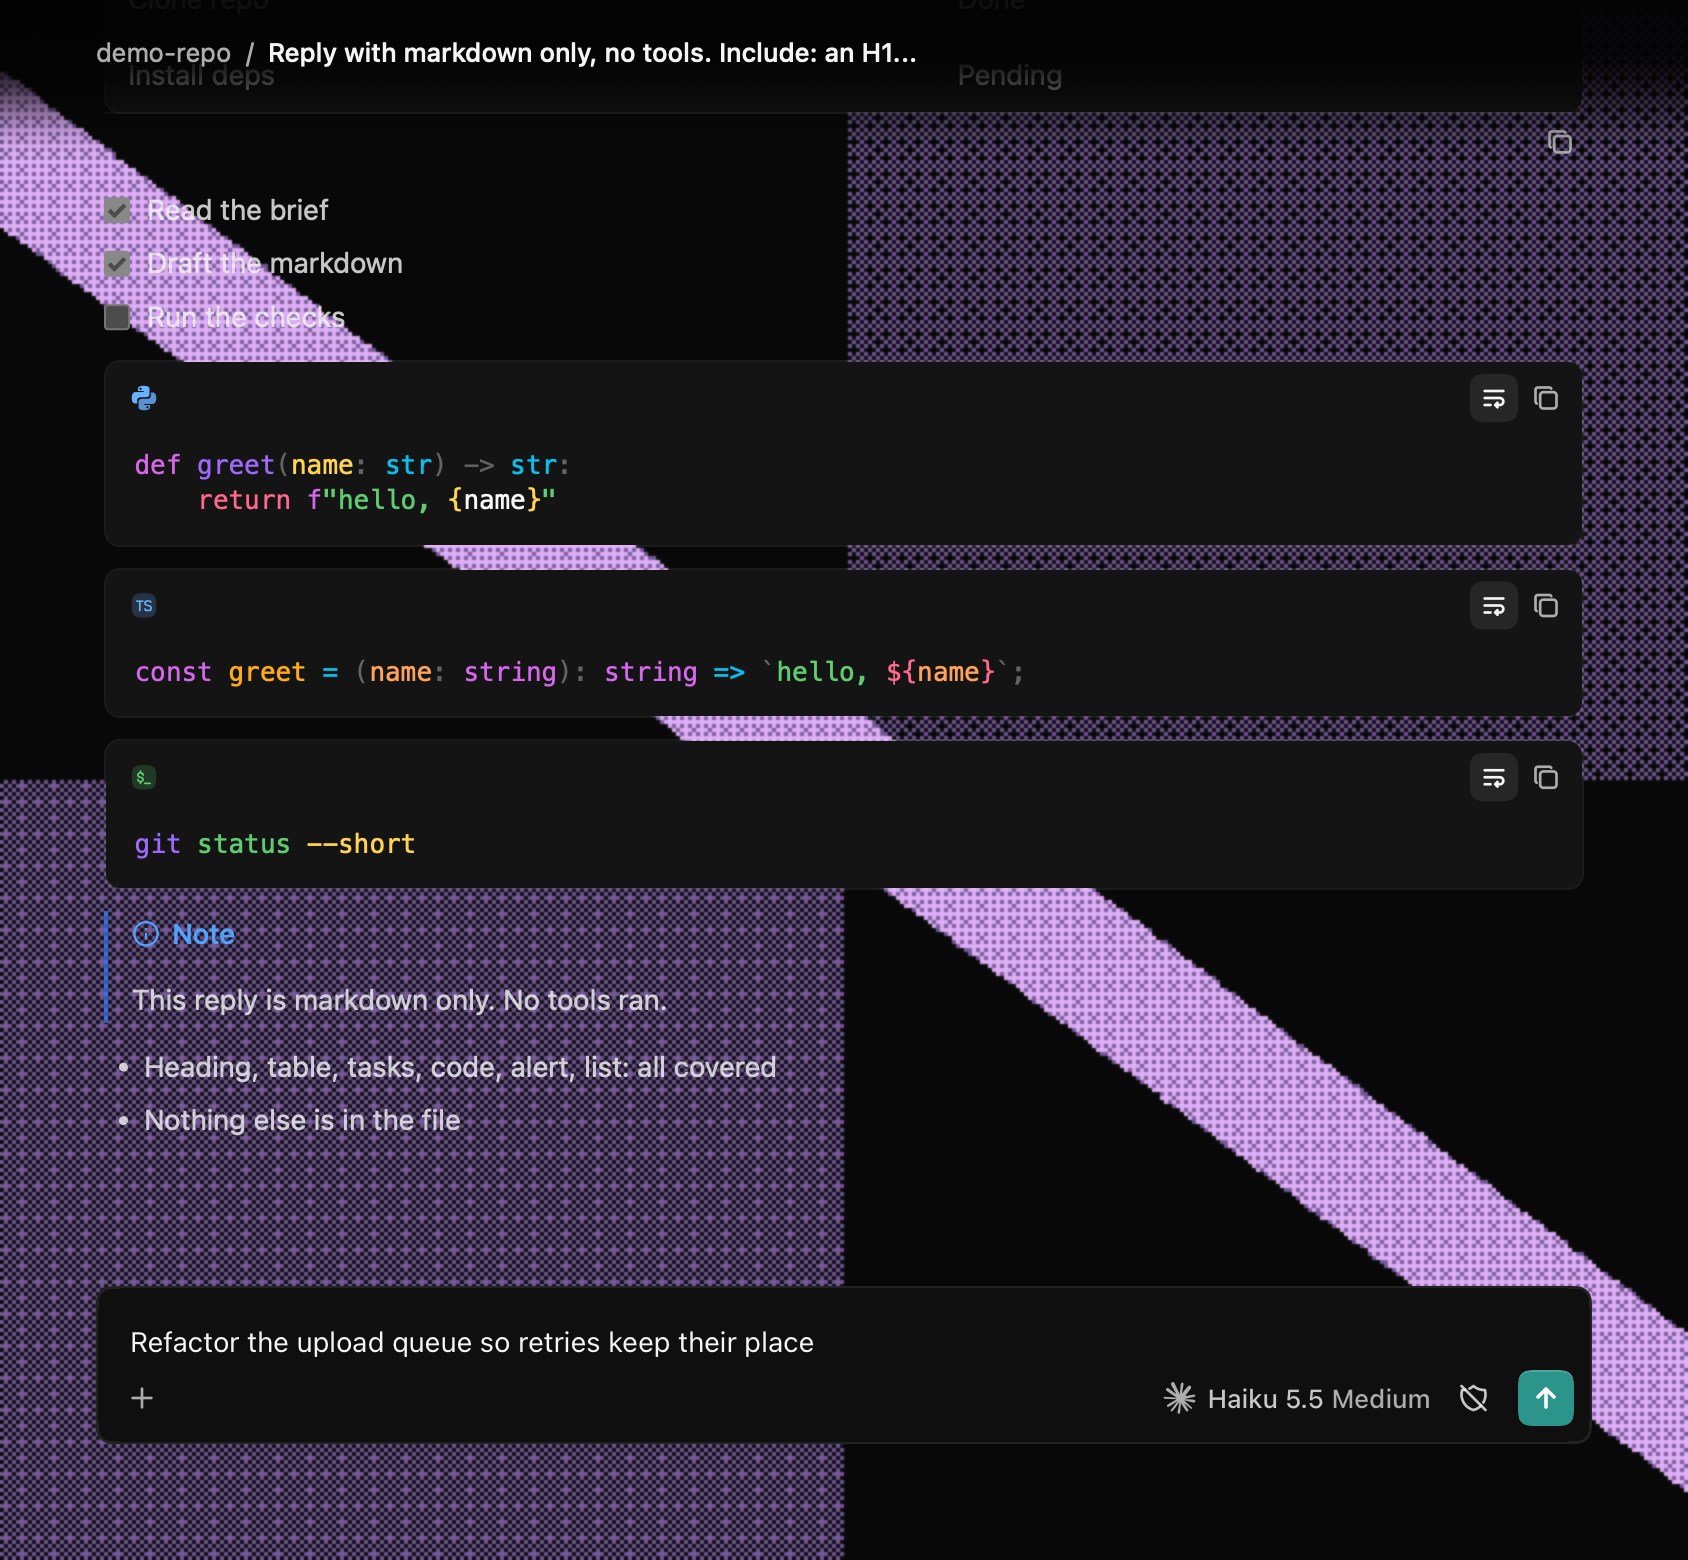 Clone repo
Done
demo-repo / Reply with markdown only, no tools. Include: an H1...
Install deps
Pending
Read the brief
Draft the markdown
Run the checks
def greet(name: str) -> str:
    return f"hello, {name}"
TS
const greet = (name: string): string => `hello, ${name}`;
$_
git status --short
Note
This reply is markdown only. No tools ran.
• Heading, table, tasks, code, alert, list: all covered
• Nothing else is in the file
Refactor the upload queue so retries keep their place
Haiku 5.5 Medium